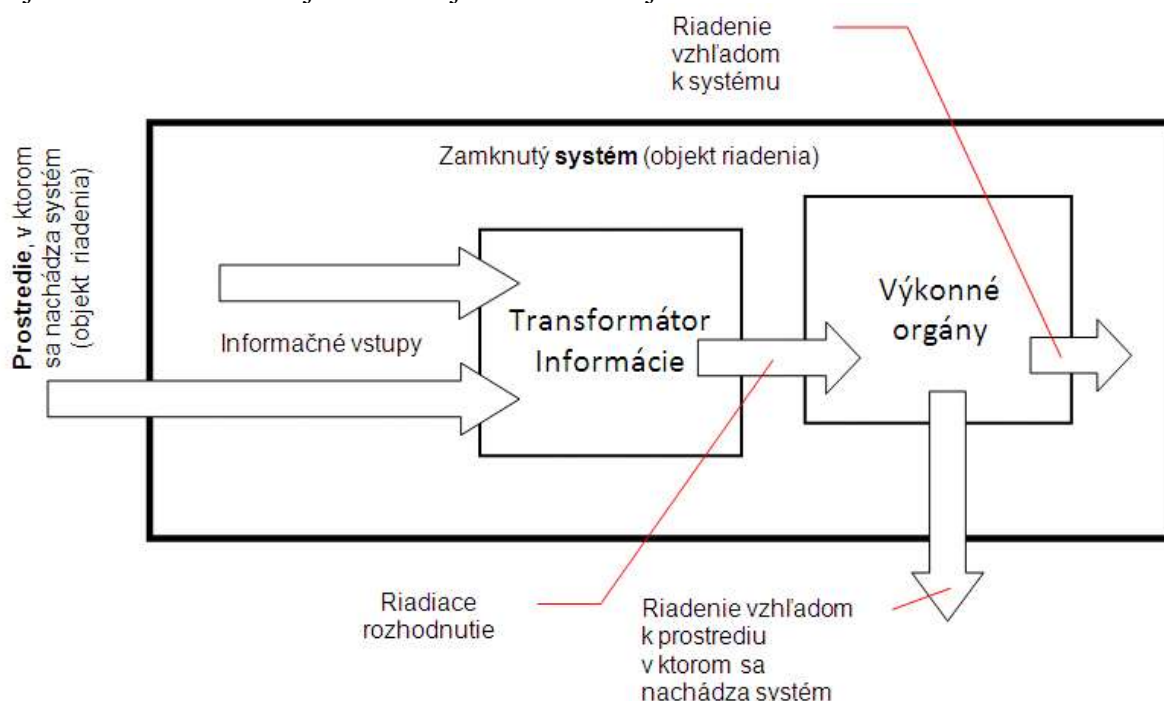 Riadenie
vzhľadom
k systému
Zamknutý systém (objekt riadenia)
Prostredie, v ktorom
sa nachádza systém
(objekt riadenia)
Informačné vstupy
Transformátor
Informácie
Výkonné
orgány
Riadiace
rozhodnutie
Riadenie vzhľadom
k prostrediu
v ktorom sa
nachádza systém